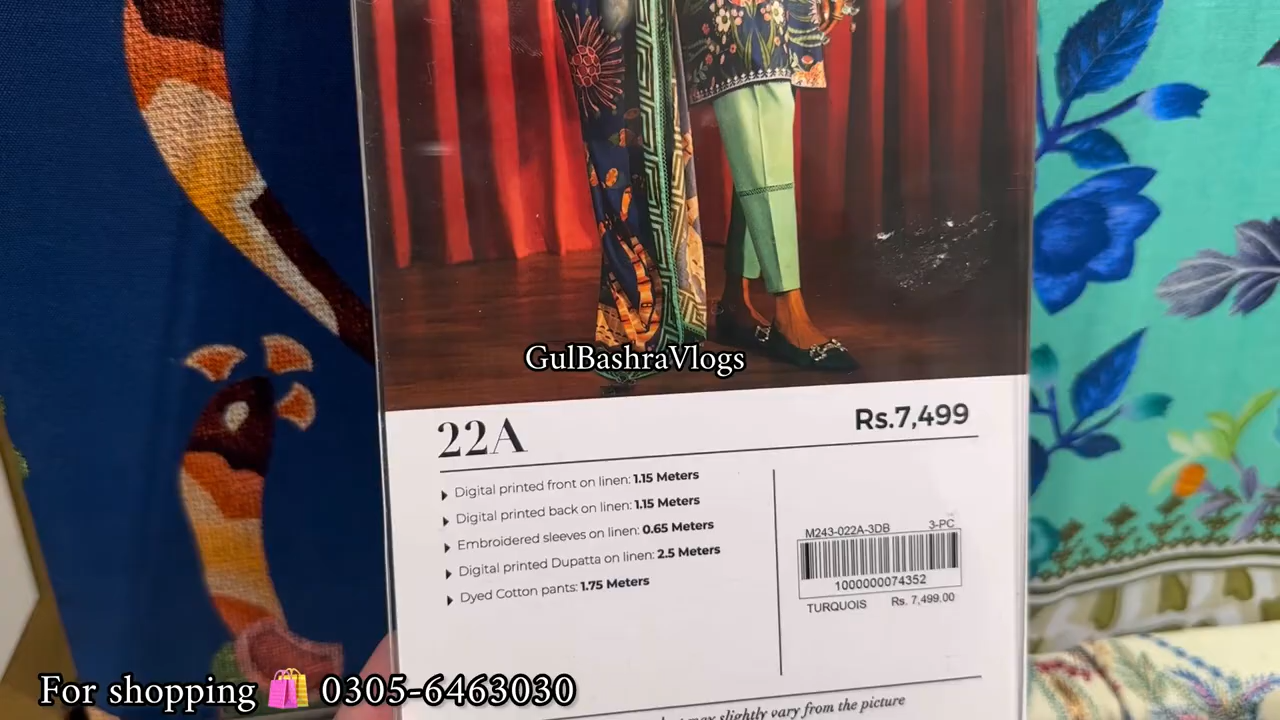 GulBashraVlogs
22A
Rs.7,499
Digital printed front on linen: 1.15 Meters
Digital printed back on linen: 1.15 Meters
Embroidered sleeves on linen: 0.65 Meters
Digital printed Dupatta on linen: 2.5 Meters
Dyed Cotton pants: 1.75 Meters
M243-022A-3DB 3-PC
1000000074352
TURQUOIS Rs. 7,499.00
may slightly vary from the picture
For shopping 🛍️ 0305-6463030